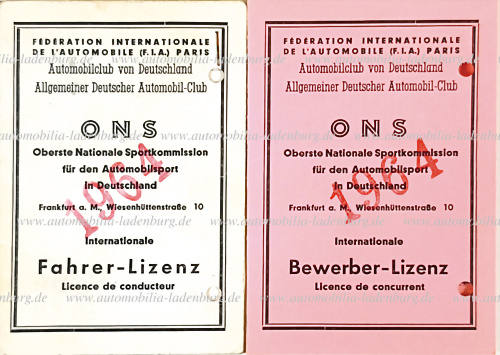 FÉDÉRATION INTERNATIONALE
DE L'AUTOMOBILE (F.I.A.) PARIS
Automobilclub von Deutschland
Allgemeiner Deutscher Automobil-Club
ONS
Oberste Nationale Sportkommission
für den Automobilsport
in Deutschland
1964
Frankfurt a. M., Wiesenhüttenstraße 10
Internationale
Fahrer-Lizenz
Licence de conducteur
FÉDÉRATION INTERNATIONALE
DE L'AUTOMOBILE (F.I.A.) PARIS
Automobilclub von Deutschland
Allgemeiner Deutscher Automobil-Club
ONS
Oberste Nationale Sportkommission
für den Automobilsport
in Deutschland
1964
Frankfurt a. M., Wiesenhüttenstraße 10
Internationale
Bewerber-Lizenz
Licence de concurrent
www.automobilia-ladenburg.de